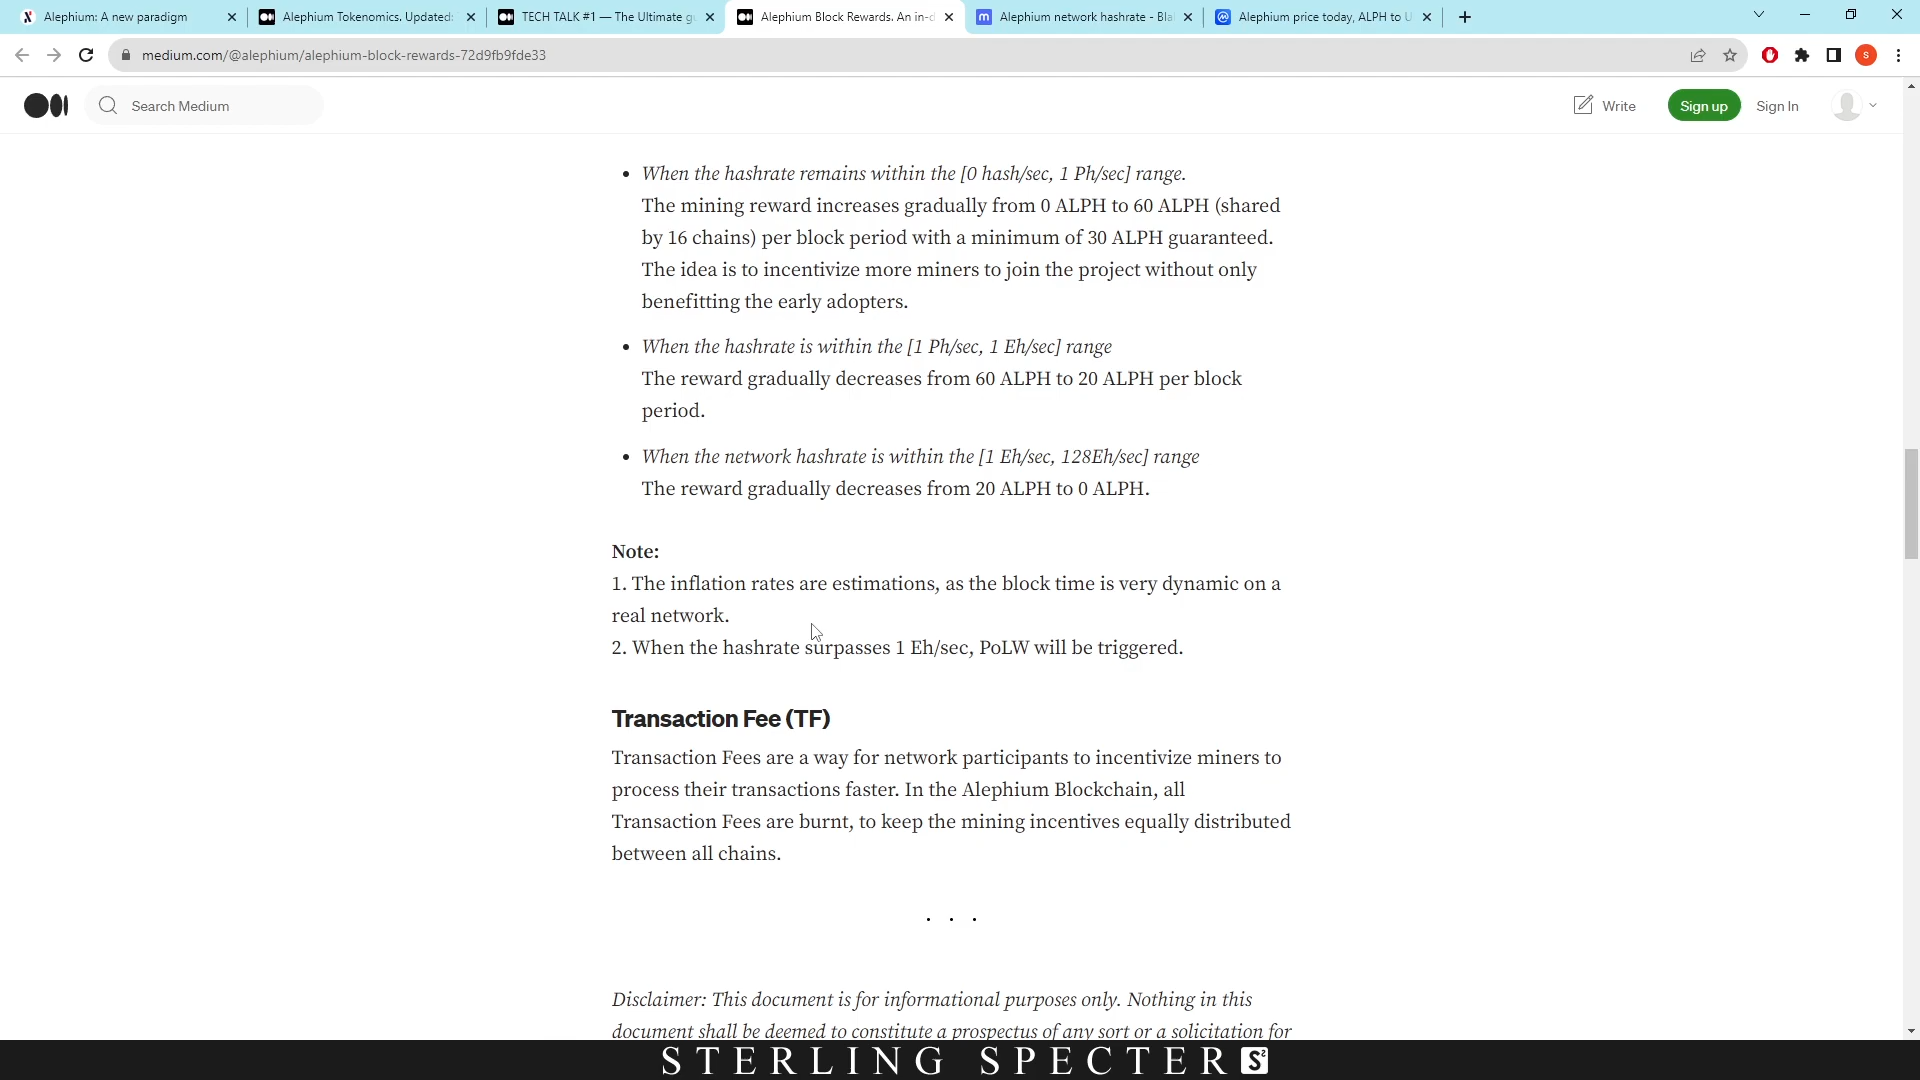 Alephium: A new paradigm
Alephium Tokenomics. Updated:
TECH TALK #1 — The Ultimate gu
Alephium Block Rewards. An in-d
Alephium network hashrate - Bla
Alephium price today, ALPH to U
medium.com/@alephium/alephium-block-rewards-72d9fb9fde33
S
Search Medium
Write
Sign up
Sign In
• When the hashrate remains within the [0 hash/sec, 1 Ph/sec] range.
The mining reward increases gradually from 0 ALPH to 60 ALPH (shared
by 16 chains) per block period with a minimum of 30 ALPH guaranteed.
The idea is to incentivize more miners to join the project without only
benefitting the early adopters.
• When the hashrate is within the [1 Ph/sec, 1 Eh/sec] range
The reward gradually decreases from 60 ALPH to 20 ALPH per block
period.
• When the network hashrate is within the [1 Eh/sec, 128Eh/sec] range
The reward gradually decreases from 20 ALPH to 0 ALPH.
Note:
1. The inflation rates are estimations, as the block time is very dynamic on a
real network.
2. When the hashrate surpasses 1 Eh/sec, PoLW will be triggered.
Transaction Fee (TF)
Transaction Fees are a way for network participants to incentivize miners to
process their transactions faster. In the Alephium Blockchain, all
Transaction Fees are burnt, to keep the mining incentives equally distributed
between all chains.
. . .
Disclaimer: This document is for informational purposes only. Nothing in this
document shall be deemed to constitute a prospectus of any sort or a solicitation for
STERLING SPECTER S²